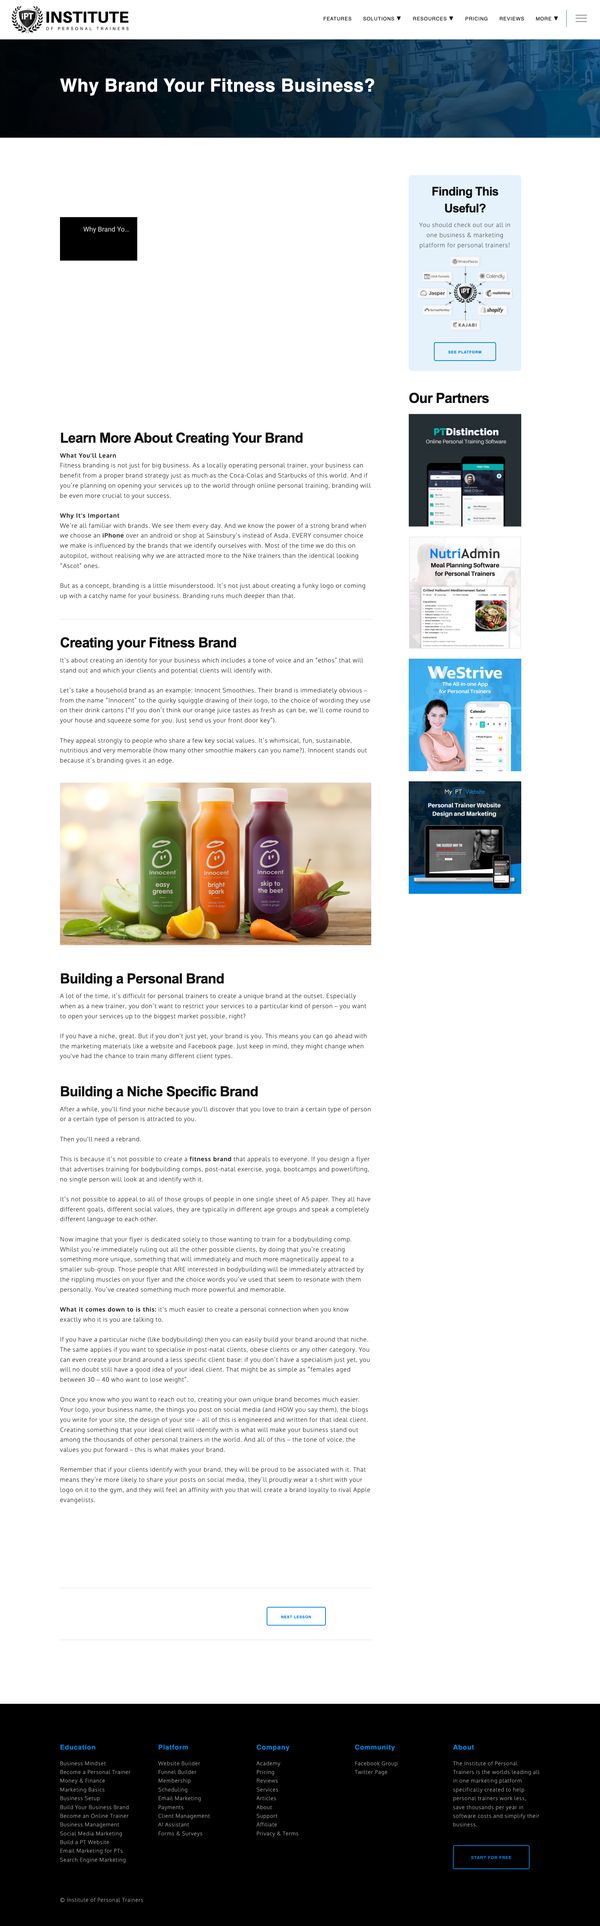 IPT INSTITUTE
OF PERSONAL TRAINERS
FEATURES SOLUTIONS ▼ RESOURCES ▼ PRICING REVIEWS MORE ▼
Why Brand Your Fitness Business?
Why Brand Yo...
Learn More About Creating Your Brand
What You'll Learn
Fitness branding is not just for big business. As a locally operating personal trainer, your business can
benefit from a proper brand strategy just as much as the Coca-Colas and Starbucks of this world. And if
you're planning on opening your services up to the world through online personal training, branding will
be even more crucial to your success.
Why It's Important
We're all familiar with brands. We see them every day. And we know the power of a strong brand when
we choose an iPhone over an android or shop at Sainsbury's instead of Asda. EVERY consumer choice
we make is influenced by the brands that we identify ourselves with. Most of the time we do this on
autopilot, without realising why we are attracted more to the Nike trainers than the identical looking
"Ascot" ones.
But as a concept, branding is a little misunderstood. It's not just about creating a funky logo or coming
up with a catchy name for your business. Branding runs much deeper than that.
Creating your Fitness Brand
It's about creating an identity for your business which includes a tone of voice and an "ethos" that will
stand out and which your clients and potential clients will identify with.
Let's take a household brand as an example: Innocent Smoothies. Their brand is immediately obvious –
from the name "Innocent" to the quirky squiggle drawing of their logo, to the choice of wording they use
on their drink cartons ("If you don't think our orange juice tastes as fresh as can be, we'll come round to
your house and squeeze some for you. Just send us your front door key").
They appeal strongly to people who share a few key social values. It's whimsical, fun, sustainable,
nutritious and very memorable (how many other smoothie makers can you name?). Innocent stands out
because it's branding gives it an edge.
innocent
easy
greens
innocent
bright
spark
innocent
skip to
the beet
Building a Personal Brand
A lot of the time, it's difficult for personal trainers to create a unique brand at the outset. Especially
when as a new trainer, you don't want to restrict your services to a particular kind of person – you want
to open your services up to the biggest market possible, right?
If you have a niche, great. But if you don't just yet, your brand is you. This means you can go ahead with
the marketing materials like a website and Facebook page. Just keep in mind, they might change when
you've had the chance to train many different client types.
Building a Niche Specific Brand
After a while, you'll find your niche because you'll discover that you love to train a certain type of person
or a certain type of person is attracted to you.
Then you'll need a rebrand.
This is because it's not possible to create a fitness brand that appeals to everyone. If you design a flyer
that advertises training for bodybuilding comps, post-natal exercise, yoga, bootcamps and powerlifting,
no single person will look at and identify with it.
It's not possible to appeal to all of those groups of people in one single sheet of A5 paper. They all have
different goals, different social values, they are typically in different age groups and speak a completely
different language to each other.
Now imagine that your flyer is dedicated solely to those wanting to train for a bodybuilding comp.
Whilst you're immediately ruling out all the other possible clients, by doing that you're creating
something more unique, something that will immediately and much more magnetically appeal to a
smaller sub-group. Those people that ARE interested in bodybuilding will be immediately attracted by
the rippling muscles on your flyer and the choice words you've used that seem to resonate with them
personally. You've created something much more powerful and memorable.
What it comes down to is this: it's much easier to create a personal connection when you know
exactly who it is you are talking to.
If you have a particular niche (like bodybuilding) then you can easily build your brand around that niche.
The same applies if you want to specialise in post-natal clients, obese clients or any other category. You
can even create your brand around a less specific client base: if you don't have a specialism just yet, you
will no doubt still have a good idea of your ideal client. That might be as simple as "females aged
between 30 – 40 who want to lose weight".
Once you know who you want to reach out to, creating your own unique brand becomes much easier.
Your logo, your business name, the things you post on social media (and HOW you say them), the blogs
you write for your site, the design of your site – all of this is engineered and written for that ideal client.
Creating something that your ideal client will identify with is what will make your business stand out
among the thousands of other personal trainers in the world. And all of this – the tone of voice, the
values you put forward – this is what makes your brand.
Remember that if your clients identify with your brand, they will be proud to be associated with it. That
means they're more likely to share your posts on social media, they'll proudly wear a t-shirt with your
logo on it to the gym, and they will feel an affinity with you that will create a brand loyalty to rival Apple
evangelists.
NEXT LESSON
Finding This
Useful?
You should check out our all in
one business & marketing
platform for personal trainers!
Calendly
Jasper
IPT
mailchimp
shopify
KAJABI
SEE PLATFORM
Our Partners
PTDistinction
Online Personal Training Software
NutriAdmin
Meal Planning Software
for Personal Trainers
Grilled Halloumi Mediterranean Salad
WeStrive
The All-in-one App
for Personal Trainers
Calendar
My PT Website
Personal Trainer Website
Design and Marketing
Education
Business Mindset
Become a Personal Trainer
Money & Finance
Marketing Basics
Business Setup
Build Your Business Brand
Become an Online Trainer
Business Management
Social Media Marketing
Build a PT Website
Email Marketing for PTs
Search Engine Marketing
Platform
Website Builder
Funnel Builder
Membership
Scheduling
Email Marketing
Payments
Client Management
AI Assistant
Forms & Surveys
Company
Academy
Pricing
Reviews
Services
Articles
About
Support
Affiliate
Privacy & Terms
Community
Facebook Group
Twitter Page
About
The Institute of Personal
Trainers is the worlds leading all
in one marketing platform
specifically created to help
personal trainers work less,
save thousands per year in
software costs and simplify their
business.
START FOR FREE
© Institute of Personal Trainers